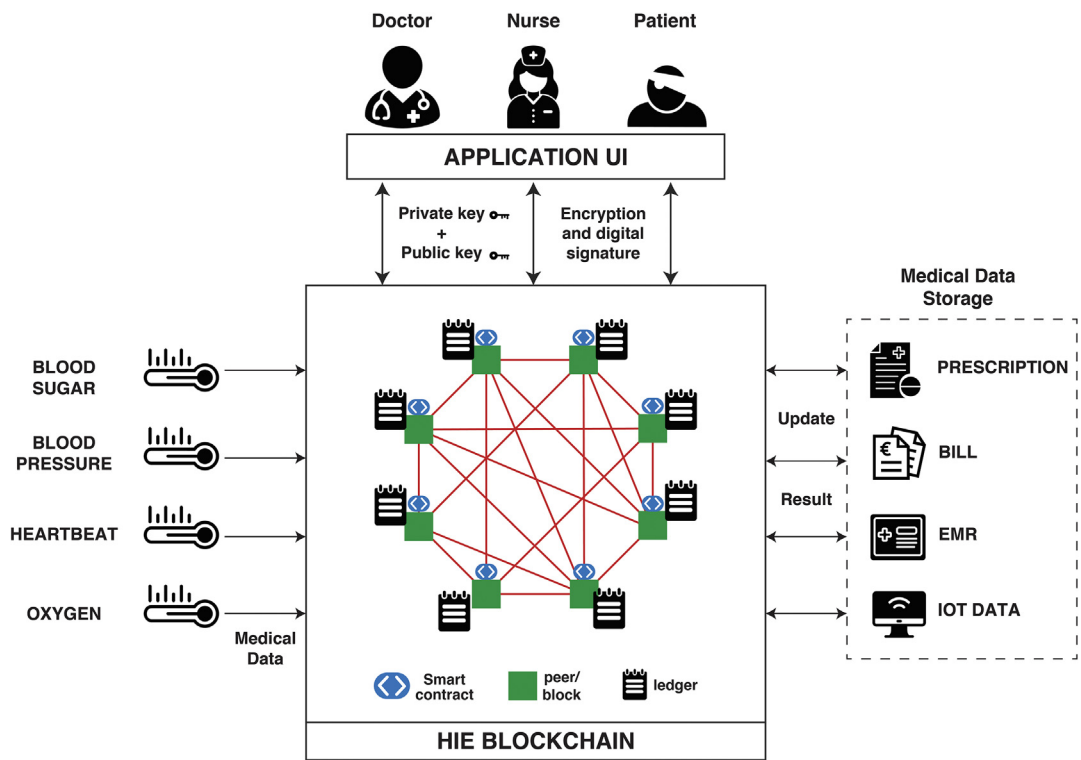 Doctor
Nurse
Patient
APPLICATION UI
Private key
+
Public key
Encryption
and digital
signature
Medical Data
Storage
BLOOD
SUGAR
BLOOD
PRESSURE
HEARTBEAT
OXYGEN
Medical
Data
Update
Result
PRESCRIPTION
€
BILL
EMR
IOT DATA
Smart
contract
peer/
block
ledger
HIE BLOCKCHAIN